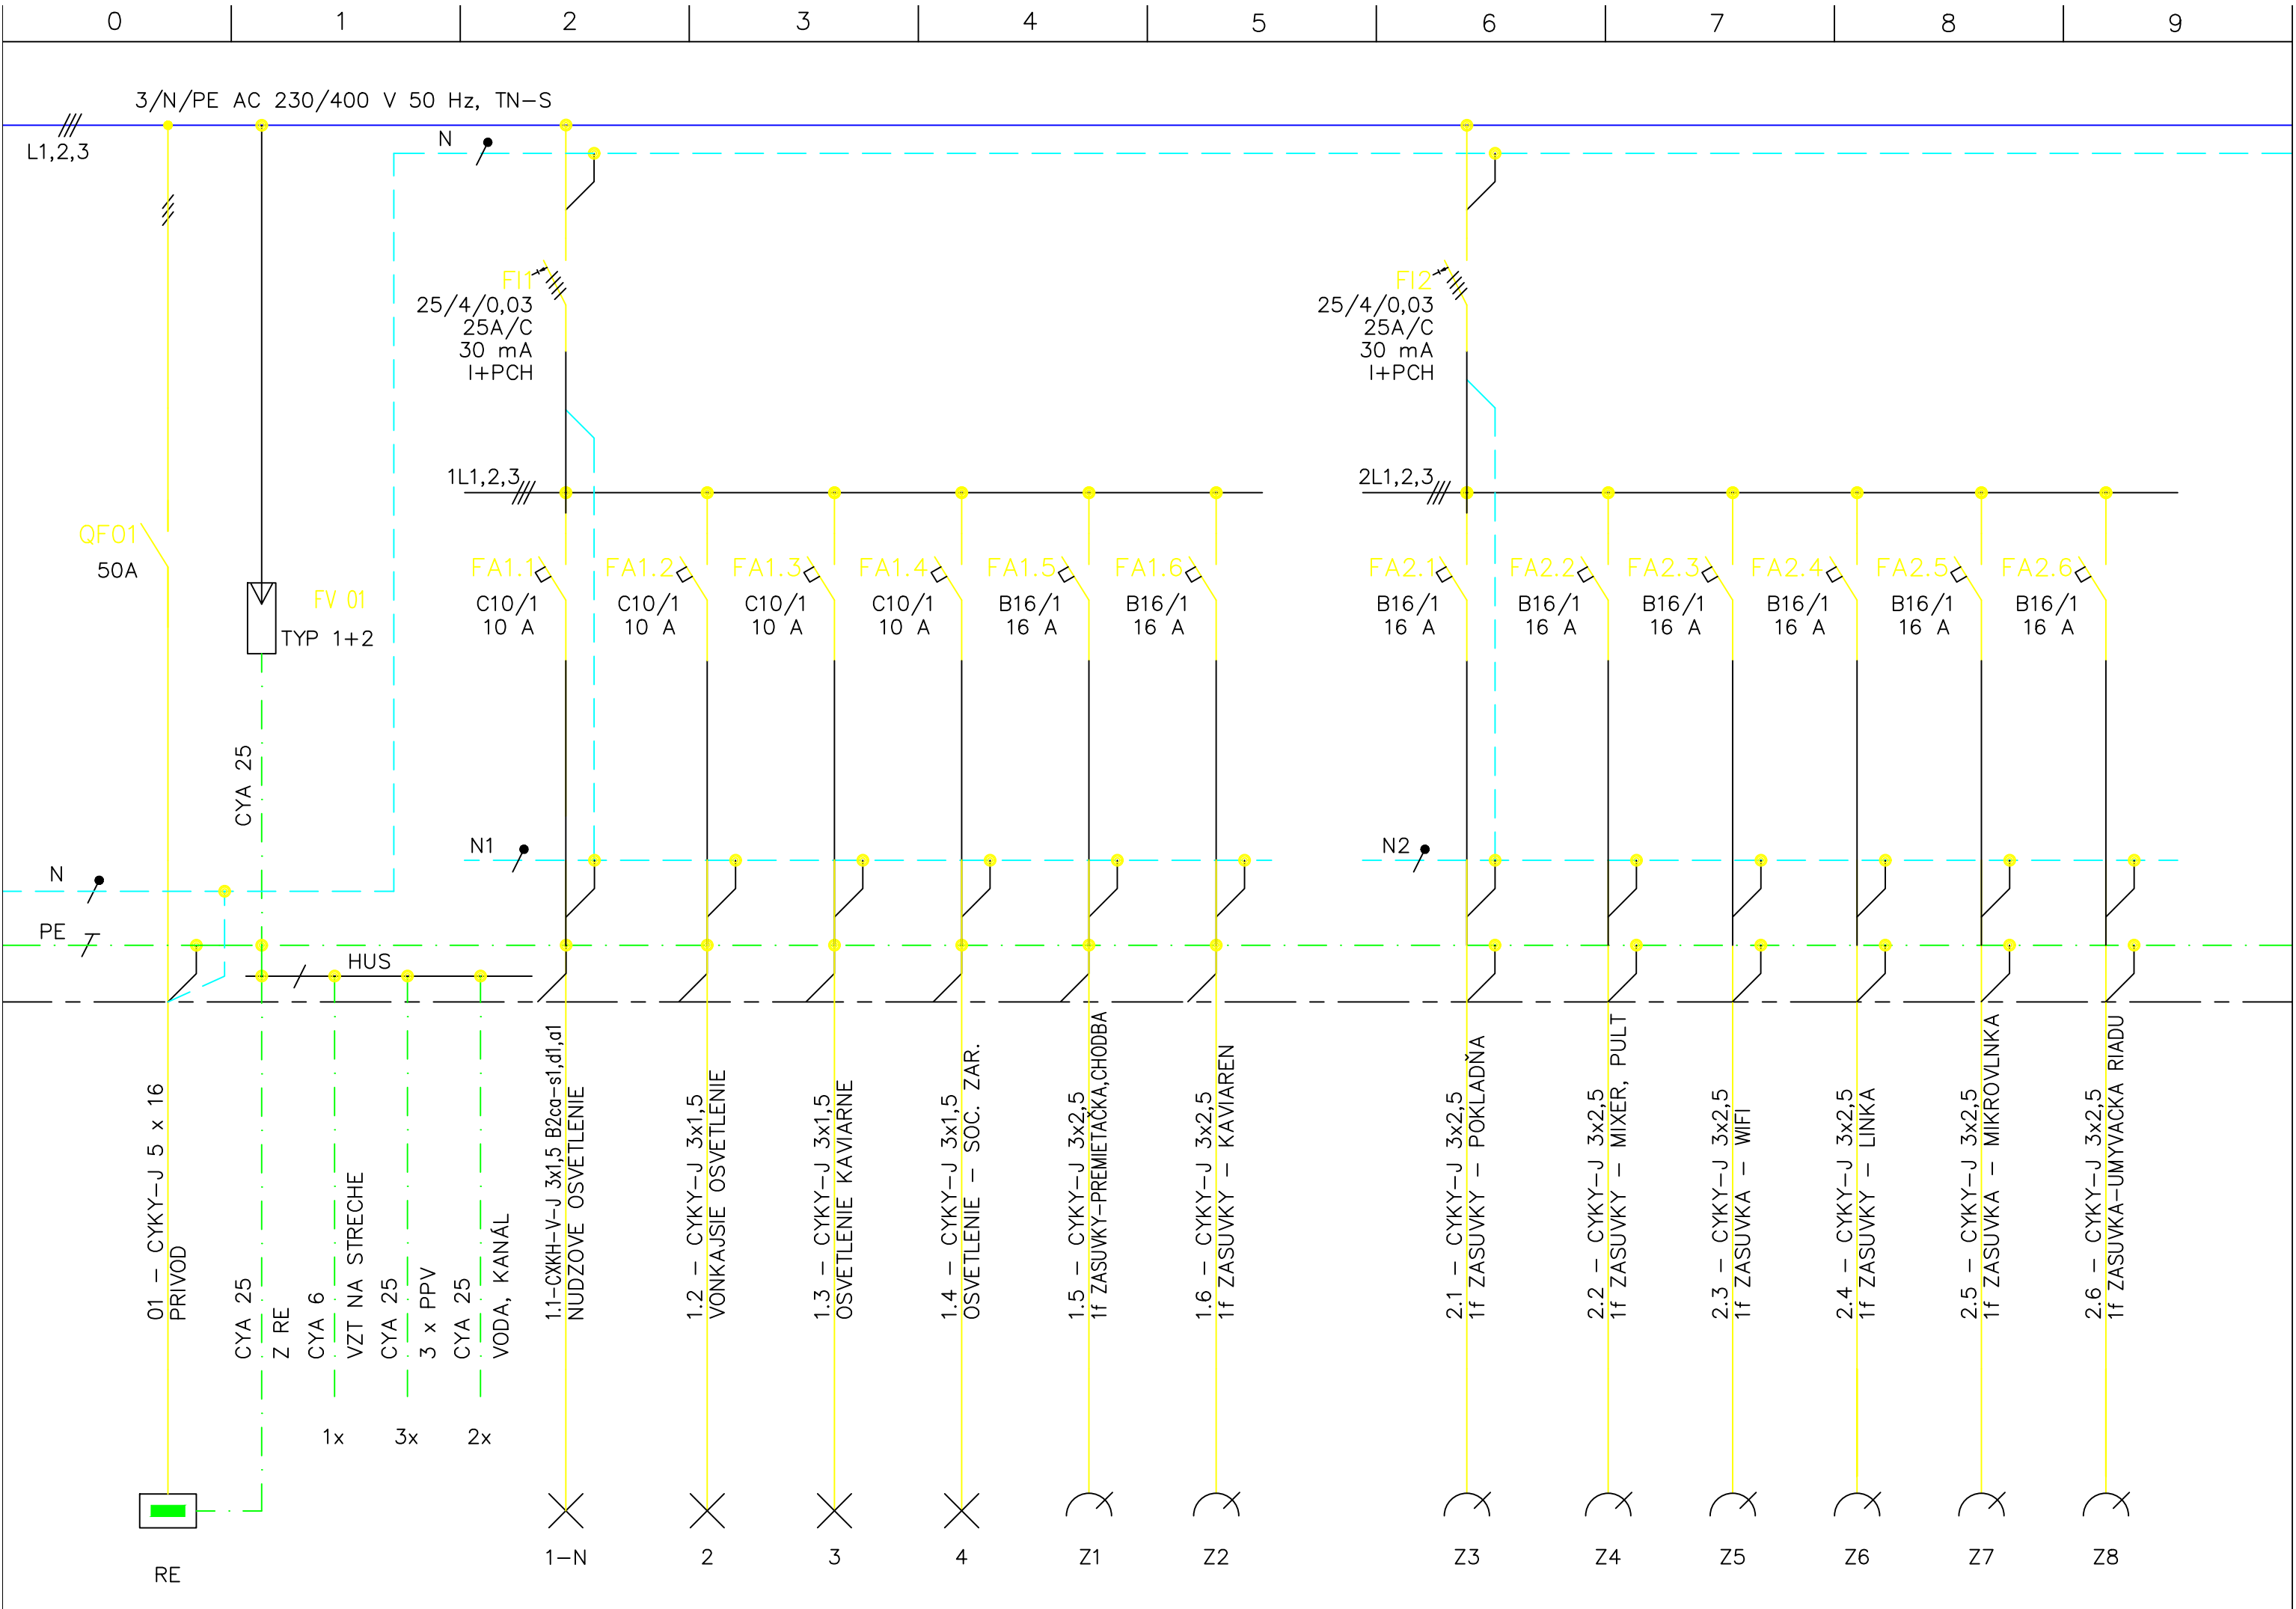 0 1 2 3 4 5 6 7 8 9
3/N/PE AC 230/400 V 50 Hz, TN-S
L1,2,3
N
FI1
25/4/0,03
25A/C
30 mA
I+PCH
FI2
25/4/0,03
25A/C
30 mA
I+PCH
1L1,2,3
2L1,2,3
QF01
50A
FV 01
TYP 1+2
FA1.1
C10/1
10 A
FA1.2
C10/1
10 A
FA1.3
C10/1
10 A
FA1.4
C10/1
10 A
FA1.5
B16/1
16 A
FA1.6
B16/1
16 A
FA2.1
B16/1
16 A
FA2.2
B16/1
16 A
FA2.3
B16/1
16 A
FA2.4
B16/1
16 A
FA2.5
B16/1
16 A
FA2.6
B16/1
16 A
CYA 25
N1
N2
N
PE
HUS
01 - CYKY-J 5 x 16
PRIVOD
CYA 25
Z RE
CYA 6
VZT NA STRECHE
CYA 25
3 x PPV
CYA 25
VODA, KANÁL
1.1-CXKH-V-J 3x1,5 B2ca-s1,d1,a1
NUDZOVE OSVETLENIE
1.2 - CYKY-J 3x1,5
VONKAJSIE OSVETLENIE
1.3 - CYKY-J 3x1,5
OSVETLENIE KAVIARNE
1.4 - CYKY-J 3x1,5
OSVETLENIE - SOC. ZAR.
1.5 - CYKY-J 3x2,5
1f ZASUVKY-PREMIETAČKA,CHODBA
1.6 - CYKY-J 3x2,5
1f ZASUVKY - KAVIAREN
2.1 - CYKY-J 3x2,5
1f ZASUVKY - POKLADŇA
2.2 - CYKY-J 3x2,5
1f ZASUVKY - MIXER, PULT
2.3 - CYKY-J 3x2,5
1f ZASUVKA - WIFI
2.4 - CYKY-J 3x2,5
1f ZASUVKY - LINKA
2.5 - CYKY-J 3x2,5
1f ZASUVKA - MIKROVLNKA
2.6 - CYKY-J 3x2,5
1f ZASUVKA-UMYVACKA RIADU
1x
3x
2x
RE
1-N
2
3
4
Z1
Z2
Z3
Z4
Z5
Z6
Z7
Z8